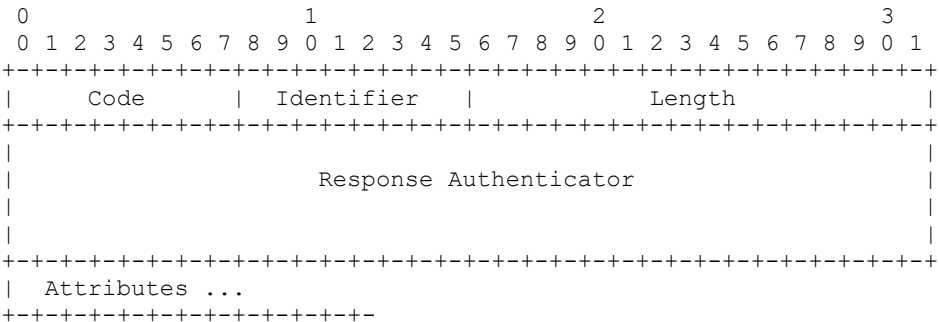 0                   1                   2                   3
 0 1 2 3 4 5 6 7 8 9 0 1 2 3 4 5 6 7 8 9 0 1 2 3 4 5 6 7 8 9 0 1
+-+-+-+-+-+-+-+-+-+-+-+-+-+-+-+-+-+-+-+-+-+-+-+-+-+-+-+-+-+-+-+-+
|     Code      |  Identifier   |            Length             |
+-+-+-+-+-+-+-+-+-+-+-+-+-+-+-+-+-+-+-+-+-+-+-+-+-+-+-+-+-+-+-+-+
|                                                               |
|                     Response Authenticator                    |
|                                                               |
|                                                               |
+-+-+-+-+-+-+-+-+-+-+-+-+-+-+-+-+-+-+-+-+-+-+-+-+-+-+-+-+-+-+-+-+
|  Attributes ...
+-+-+-+-+-+-+-+-+-+-+-+-+-